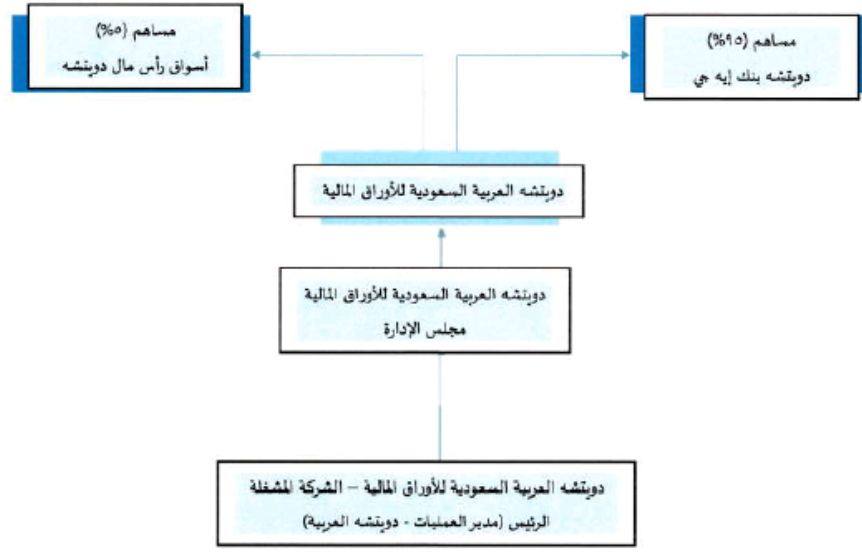 مساهم (٩٥%)
دويتشه بنك إيه جي
مساهم (٥%)
أسواق رأس مال دويتشه
دويتشه العربية السعودية للأوراق المالية
دويتشه العربية السعودية للأوراق المالية
مجلس الإدارة
دويتشه العربية السعودية للأوراق المالية – الشركة المشغلة
الرئيس (مدير العمليات - دويتشه العربية)